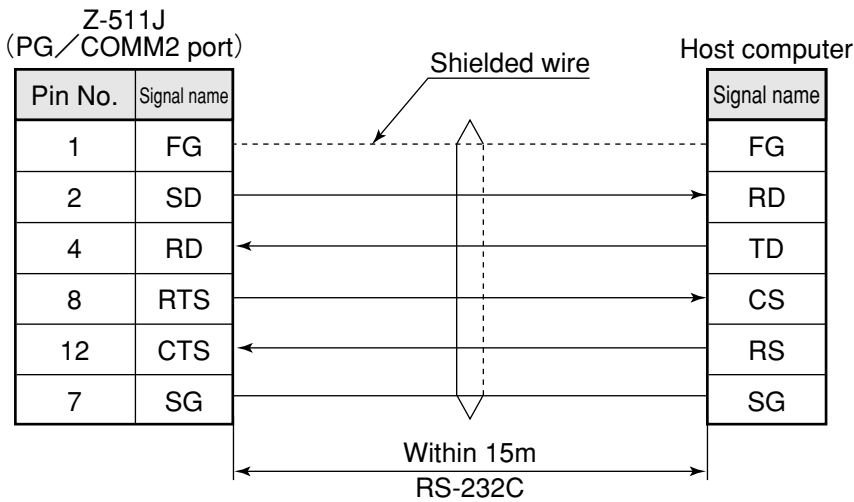 Z-511J
(PG／COMM2 port)
Shielded wire
Host computer
Pin No. Signal name
Signal name
1 FG
FG
2 SD
RD
4 RD
TD
8 RTS
CS
12 CTS
RS
7 SG
SG
Within 15m
RS-232C